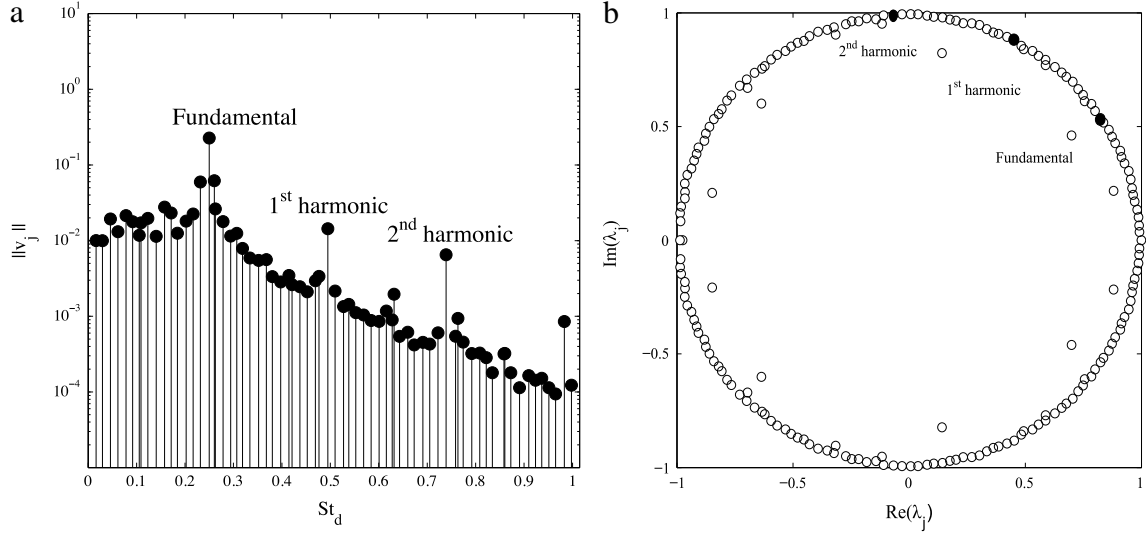 a
10^1
10^0
10^-1
10^-2
10^-3
10^-4
||v_j||
Fundamental
1^st harmonic
2^nd harmonic
0 0.1 0.2 0.3 0.4 0.5 0.6 0.7 0.8 0.9 1
St_d
b
1
0.5
0
−0.5
−1
Im(λ_j)
2^nd harmonic
1^st harmonic
Fundamental
−1 −0.5 0 0.5 1
Re(λ_j)